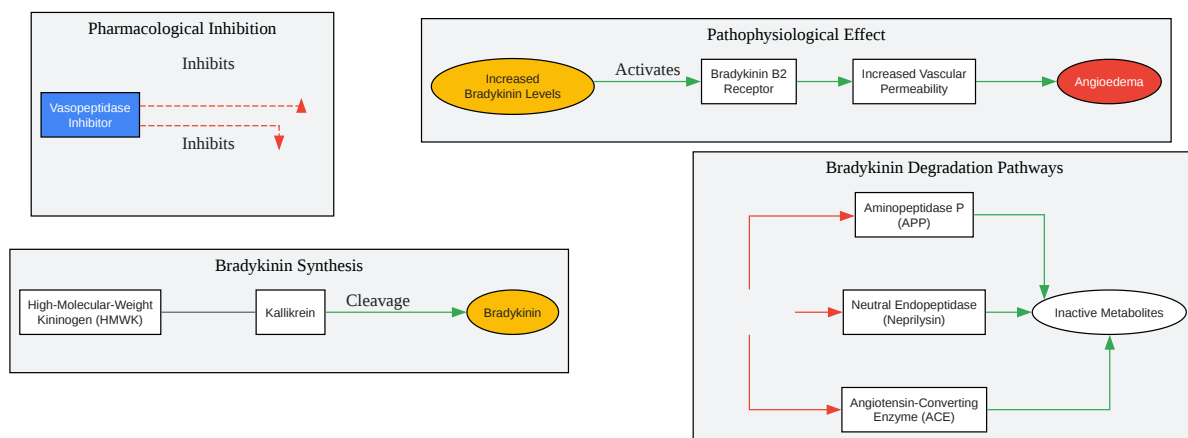 Pharmacological Inhibition
Inhibits
Vasopeptidase
Inhibitor
Inhibits
Pathophysiological Effect
Increased
Bradykinin Levels
Activates
Bradykinin B2
Receptor
Increased Vascular
Permeability
Angioedema
Bradykinin Degradation Pathways
Aminopeptidase P
(APP)
Neutral Endopeptidase
(Neprilysin)
Inactive Metabolites
Angiotensin-Converting
Enzyme (ACE)
Bradykinin Synthesis
High-Molecular-Weight
Kininogen (HMWK)
Kallikrein
Cleavage
Bradykinin